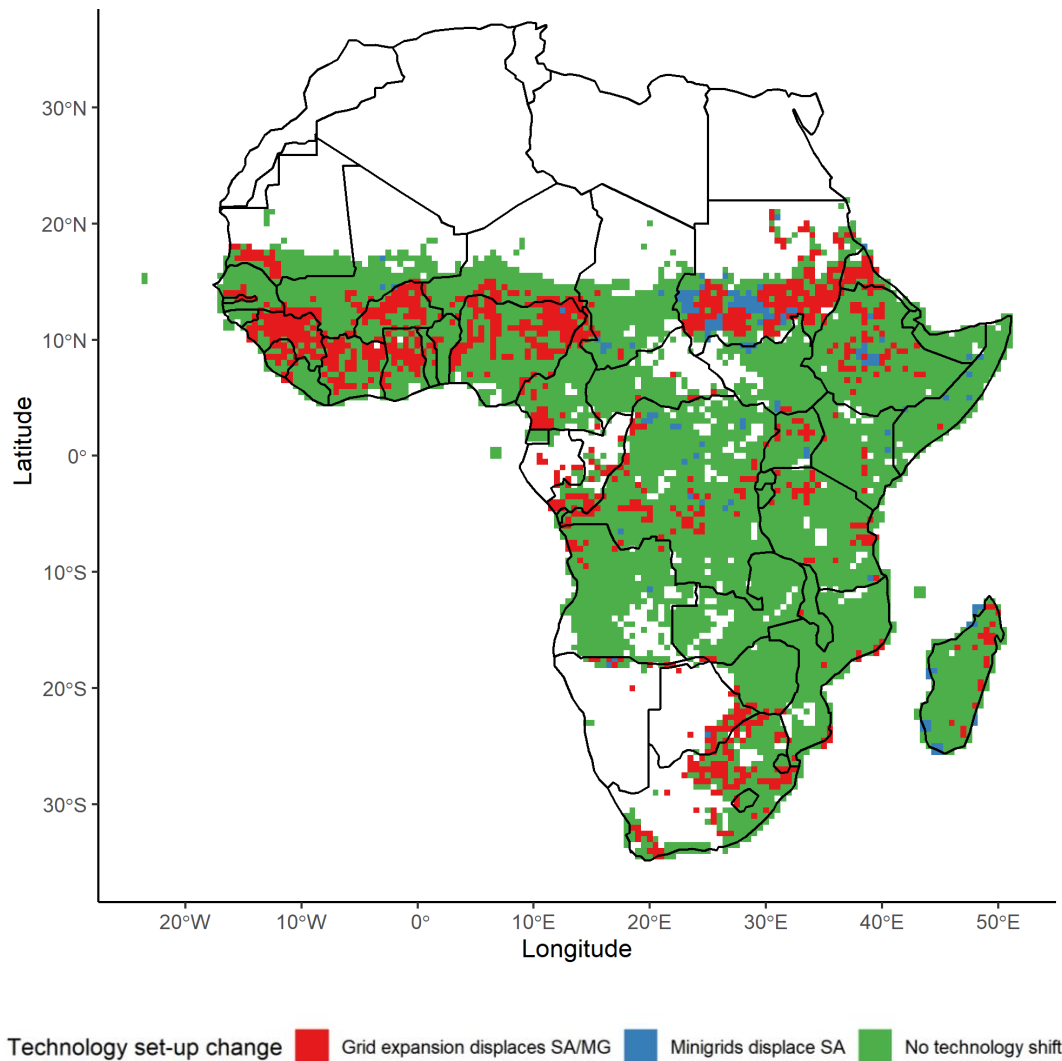 30°N
20°N
10°N
0°
10°S
20°S
30°S
Latitude
20°W 10°W 0° 10°E 20°E 30°E 40°E 50°E
Longitude
Technology set-up change Grid expansion displaces SA/MG Minigrids displace SA No technology shift